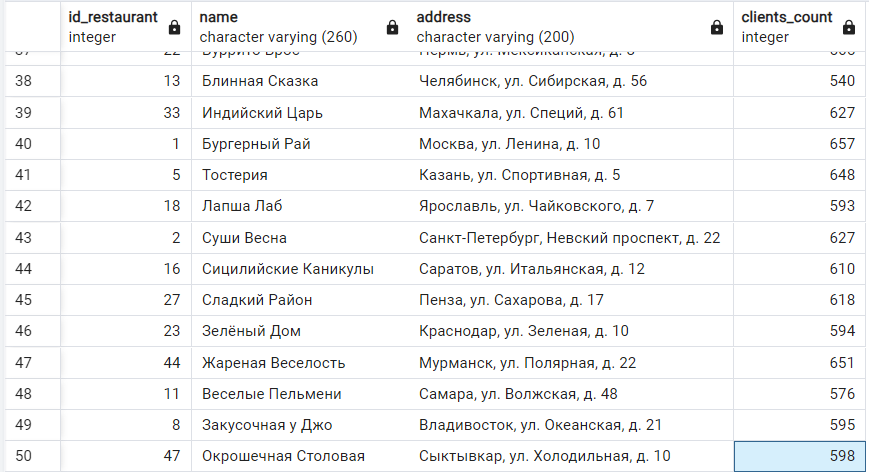 id_restaurant name address clients_count
integer character varying (260) character varying (200) integer
38 13 Блинная Сказка Челябинск, ул. Сибирская, д. 56 540
39 33 Индийский Царь Махачкала, ул. Специй, д. 61 627
40 1 Бургерный Рай Москва, ул. Ленина, д. 10 657
41 5 Тостерия Казань, ул. Спортивная, д. 5 648
42 18 Лапша Лаб Ярославль, ул. Чайковского, д. 7 593
43 2 Суши Весна Санкт-Петербург, Невский проспект, д. 22 627
44 16 Сицилийские Каникулы Саратов, ул. Итальянская, д. 12 610
45 27 Сладкий Район Пенза, ул. Сахарова, д. 17 618
46 23 Зелёный Дом Краснодар, ул. Зеленая, д. 10 594
47 44 Жареная Веселость Мурманск, ул. Полярная, д. 22 651
48 11 Веселые Пельмени Самара, ул. Волжская, д. 48 576
49 8 Закусочная у Джо Владивосток, ул. Океанская, д. 21 595
50 47 Окрошечная Столовая Сыктывкар, ул. Холодильная, д. 10 598